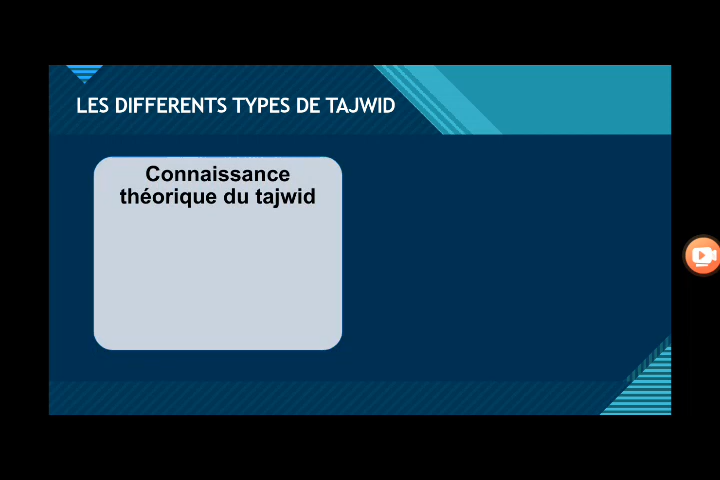 LES DIFFERENTS TYPES DE TAJWID
Connaissance
théorique du tajwid